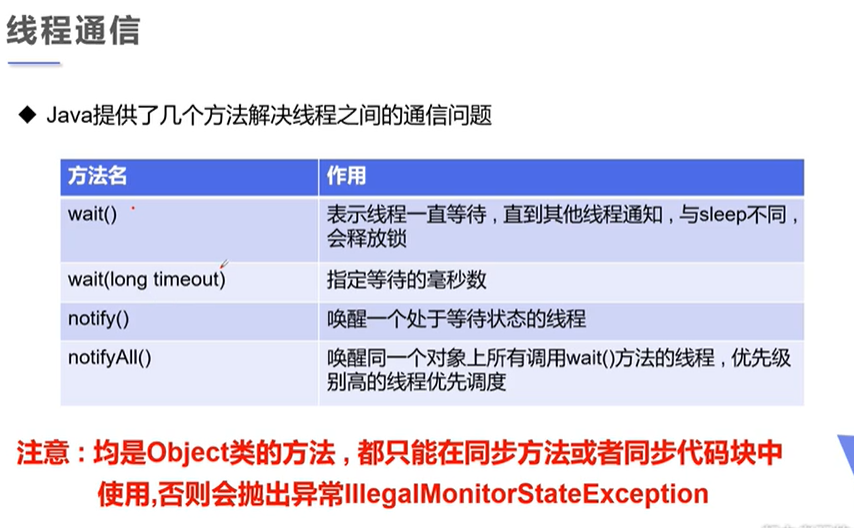 线程通信
◆ Java提供了几个方法解决线程之间的通信问题
方法名 作用
wait() 表示线程一直等待，直到其他线程通知，与sleep不同，
会释放锁
wait(long timeout) 指定等待的毫秒数
notify() 唤醒一个处于等待状态的线程
notifyAll() 唤醒同一个对象上所有调用wait()方法的线程，优先级
别高的线程优先调度
注意：均是Object类的方法，都只能在同步方法或者同步代码块中
使用,否则会抛出异常IllegalMonitorStateException